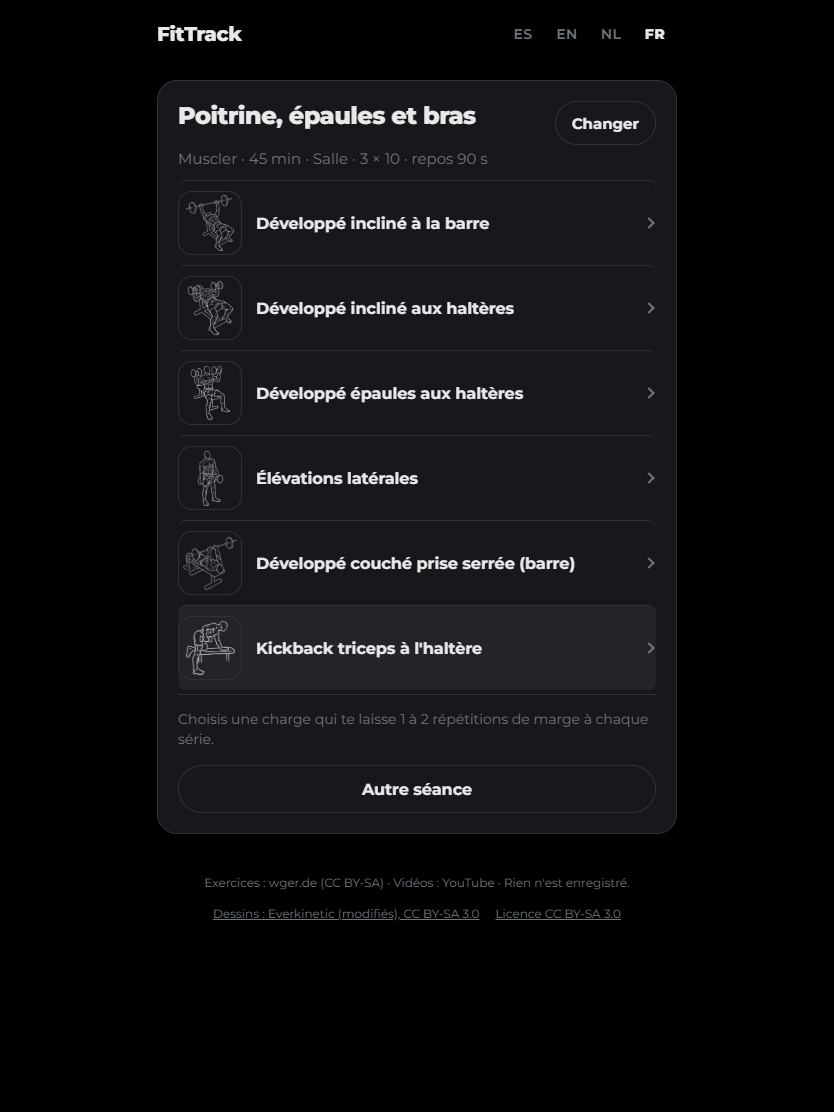 FitTrack
ES EN NL FR
Poitrine, épaules et bras
Changer
Muscler · 45 min · Salle · 3 × 10 · repos 90 s
Développé incliné à la barre
Développé incliné aux haltères
Développé épaules aux haltères
Élévations latérales
Développé couché prise serrée (barre)
Kickback triceps à l'haltère
Choisis une charge qui te laisse 1 à 2 répétitions de marge à chaque
série.
Autre séance
Exercices : wger.de (CC BY-SA) · Vidéos : YouTube · Rien n'est enregistré.
Dessins : Everkinetic (modifiés), CC BY-SA 3.0 Licence CC BY-SA 3.0